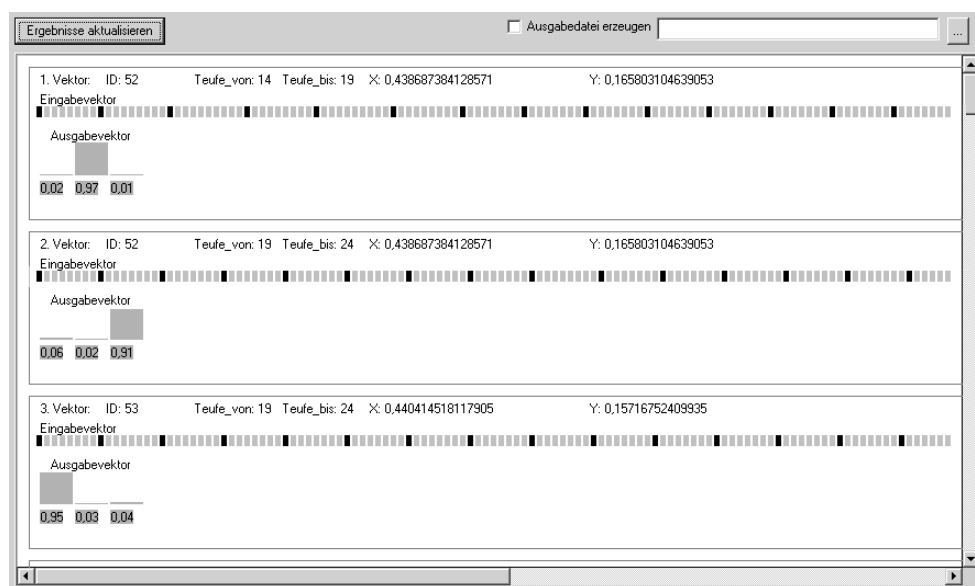 Ergebnisse aktualisieren Ausgabedatei erzeugen ...
1. Vektor: ID: 52 Teufe_von: 14 Teufe_bis: 19 X: 0,438687384128571 Y: 0,165803104639053
Eingabevektor
Ausgabevektor
0,02 0,97 0,01
2. Vektor: ID: 52 Teufe_von: 19 Teufe_bis: 24 X: 0,438687384128571 Y: 0,165803104639053
Eingabevektor
Ausgabevektor
0,06 0,02 0,91
3. Vektor: ID: 53 Teufe_von: 19 Teufe_bis: 24 X: 0,440414518117905 Y: 0,15716752409935
Eingabevektor
Ausgabevektor
0,95 0,03 0,04